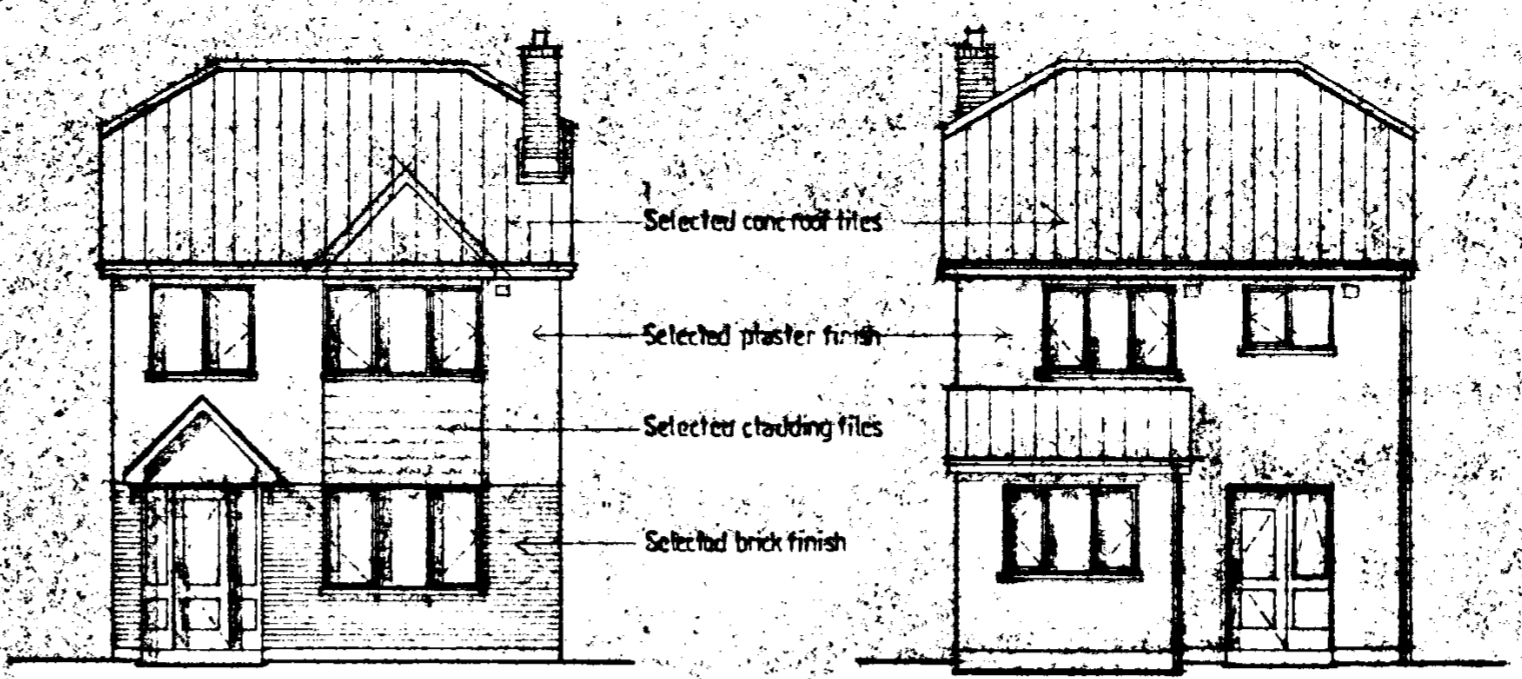 Selected conc roof tiles
Selected plaster finish
Selected cladding tiles
Selected brick finish